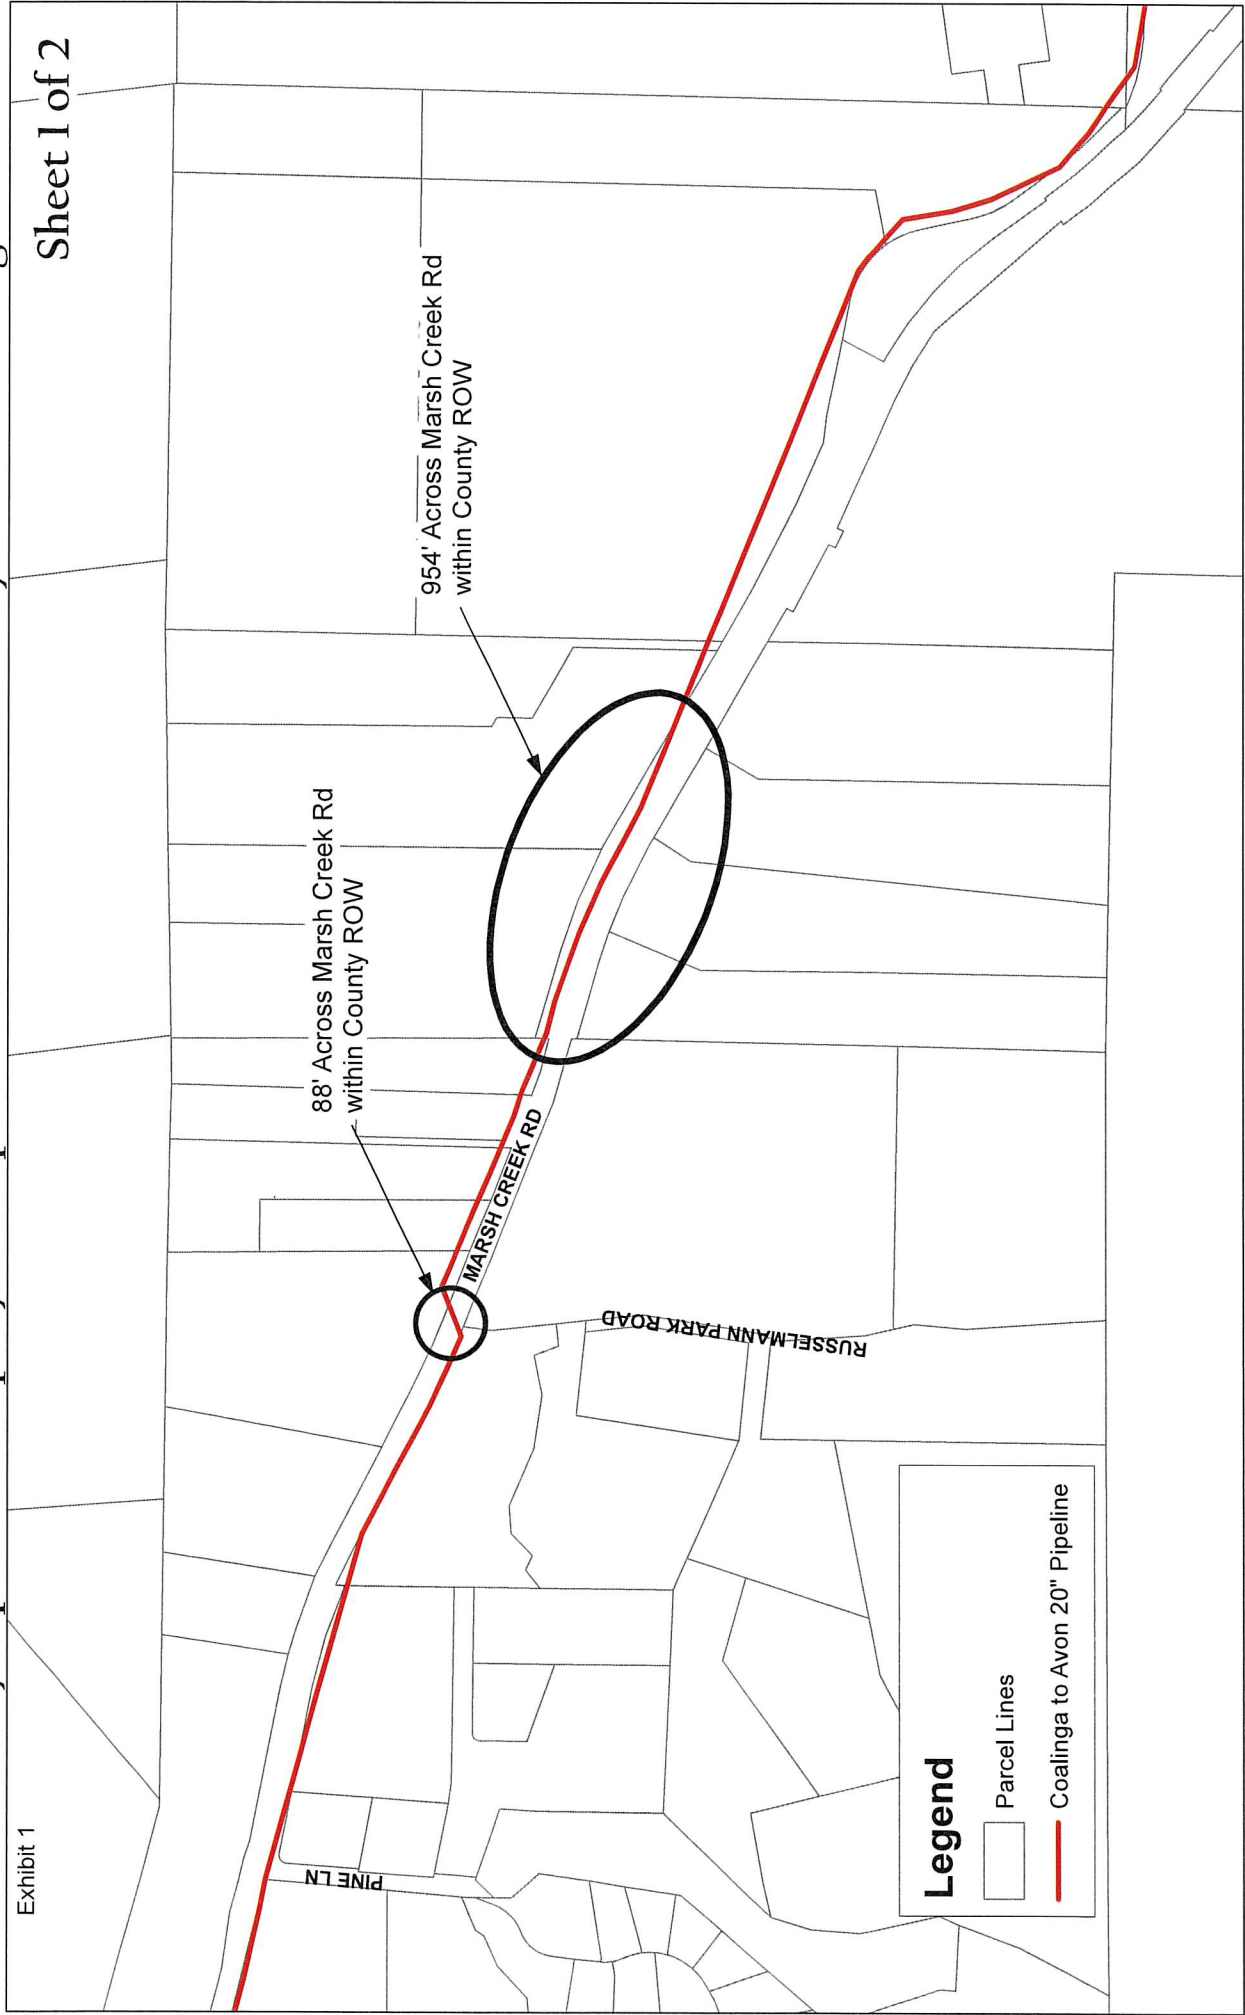 Exhibit 1
Sheet 1 of 2
954' Across Marsh Creek Rd
within County ROW
88' Across Marsh Creek Rd
within County ROW
MARSH CREEK RD
RUSSELMANN PARK ROAD
PINE LN
Legend
Parcel Lines
Coalinga to Avon 20" Pipeline